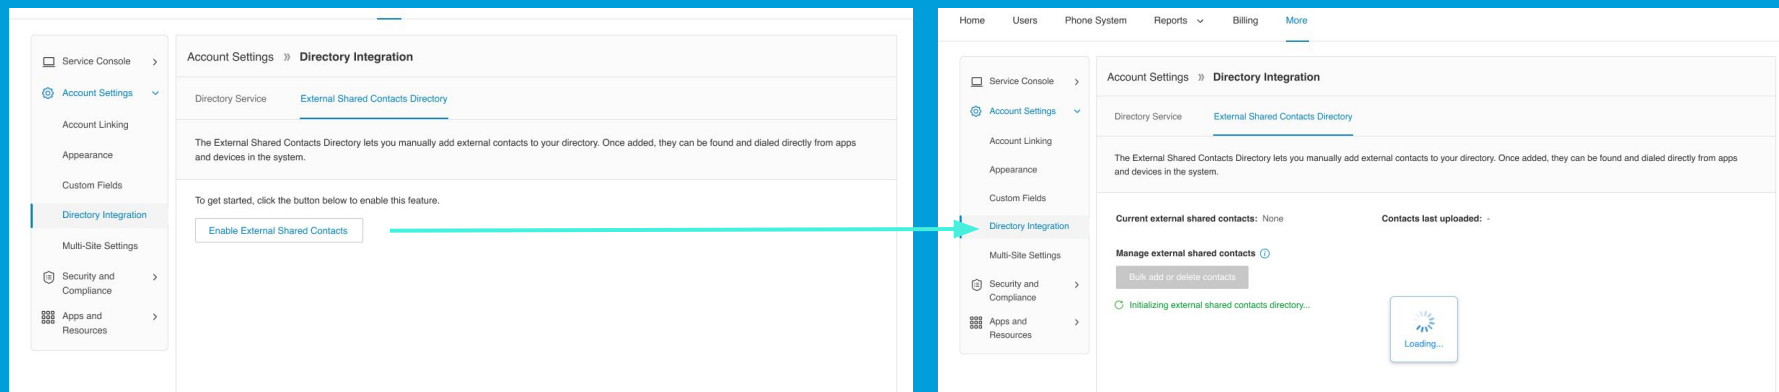 Service Console
Account Settings
Account Linking
Appearance
Custom Fields
Directory Integration
Multi-Site Settings
Security and
Compliance
Apps and
Resources
Account Settings » Directory Integration
Directory Service External Shared Contacts Directory
The External Shared Contacts Directory lets you manually add external contacts to your directory. Once added, they can be found and dialed directly from apps
and devices in the system.
To get started, click the button below to enable this feature.
Enable External Shared Contacts
Home Users Phone System Reports Billing More
Service Console
Account Settings
Account Linking
Appearance
Custom Fields
Directory Integration
Multi-Site Settings
Security and
Compliance
Apps and
Resources
Account Settings » Directory Integration
Directory Service External Shared Contacts Directory
The External Shared Contacts Directory lets you manually add external contacts to your directory. Once added, they can be found and dialed directly from apps
and devices in the system.
Current external shared contacts: None Contacts last uploaded: -
Manage external shared contacts
Bulk add or delete contacts
Initializing external shared contacts directory...
Loading...